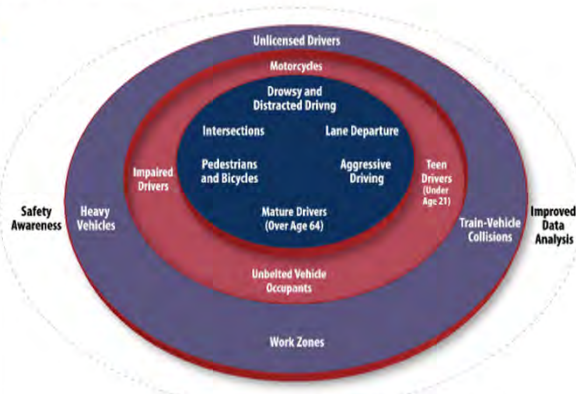 Unlicensed Drivers
Motorcycles
Drowsy and
Distracted Drivng
Intersections
Lane Departure
Pedestrians
and Bicycles
Aggressive
Driving
Impaired
Drivers
Teen
Drivers
(Under
Age 21)
Mature Drivers
(Over Age 64)
Safety
Awareness
Heavy
Vehicles
Train-Vehicle
Collisions
Improved
Data
Analysis
Unbelted Vehicle
Occupants
Work Zones